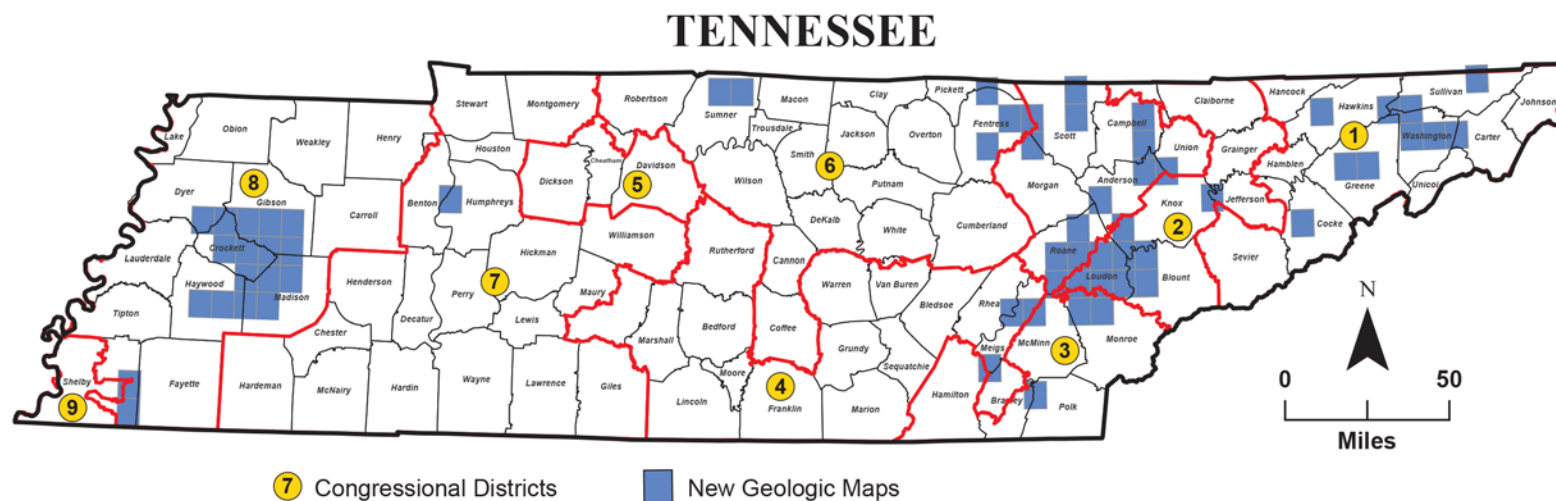 TENNESSEE
Lake
Obion
Weakley
Henry
Stewart
Montgomery
Robertson
Sumner
Macon
Clay
Pickett
Fentress
Scott
Campbell
Claiborne
Hancock
Hawkins
Sullivan
Johnson
Trousdale
Jackson
Overton
Houston
Cheatham
Davidson
Smith
6
Morgan
Anderson
Union
Grainger
Hamblen
1
Washington
Carter
Dyer
8
Gibson
Carroll
Benton
Humphreys
Dickson
5
Wilson
Putnam
Knox
Jefferson
Greene
Unicoi
Crockett
Williamson
Rutherford
DeKalb
White
Cumberland
2
Cocke
Lauderdale
Haywood
Madison
Henderson
Perry
7
Hickman
Maury
Cannon
Warren
Van Buren
Bledsoe
Rhea
Roane
Loudon
Blount
Sevier
Tipton
Chester
Decatur
Lewis
Marshall
Bedford
Coffee
Grundy
Sequatchie
Meigs
McMinn
3
Monroe
N
Shelby
9
Fayette
Hardeman
McNairy
Hardin
Wayne
Lawrence
Giles
Lincoln
Moore
4
Franklin
Marion
Hamilton
Bradley
Polk
0 50
Miles
7 Congressional Districts
New Geologic Maps